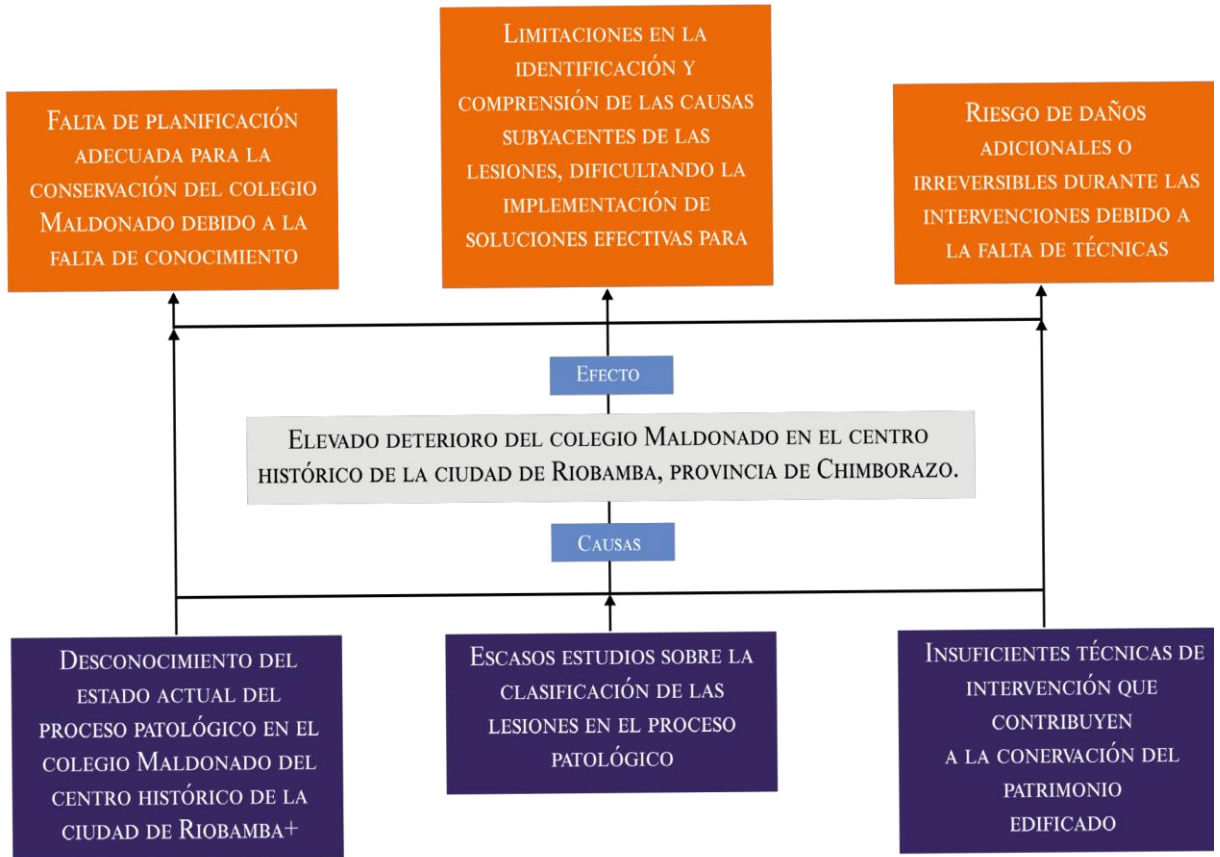 Falta de planificación
adecuada para la
conservación del colegio
Maldonado debido a la
falta de conocimiento
Limitaciones en la
identificación y
comprensión de las causas
subyacentes de las
lesiones, dificultando la
implementación de
soluciones efectivas para
Riesgo de daños
adicionales o
irreversibles durante las
intervenciones debido a
la falta de técnicas
Efecto
Elevado deterioro del colegio Maldonado en el centro
histórico de la ciudad de Riobamba, provincia de Chimborazo.
Causas
Desconocimiento del
estado actual del
proceso patológico en el
colegio Maldonado del
centro histórico de la
ciudad de Riobamba+
Escasos estudios sobre la
clasificación de las
lesiones en el proceso
patológico
Insuficientes técnicas de
intervención que
contribuyen
a la conervación del
patrimonio
edificado